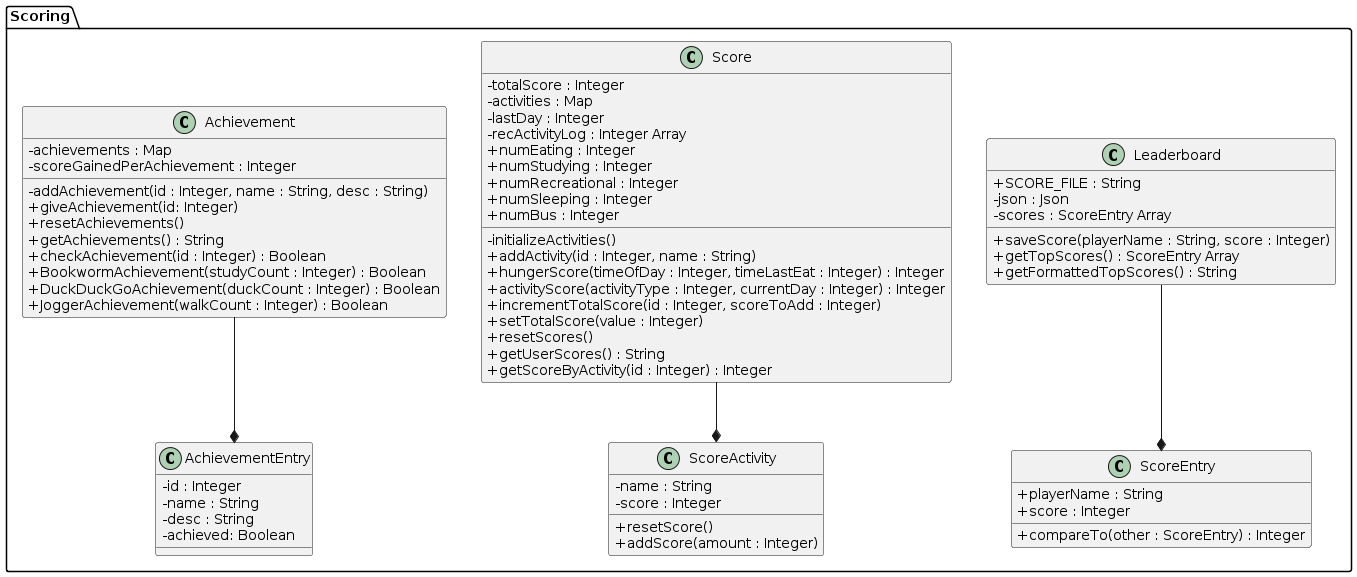 Scoring
C Achievement
-achievements : Map
-scoreGainedPerAchievement : Integer
-addAchievement(id : Integer, name : String, desc : String)
+giveAchievement(id: Integer)
+resetAchievements()
+getAchievements() : String
+checkAchievement(id : Integer) : Boolean
+BookwormAchievement(studyCount : Integer) : Boolean
+DuckDuckGoAchievement(duckCount : Integer) : Boolean
+JoggerAchievement(walkCount : Integer) : Boolean
C Score
-totalScore : Integer
-activities : Map
-lastDay : Integer
-recActivityLog : Integer Array
+numEating : Integer
+numStudying : Integer
+numRecreational : Integer
+numSleeping : Integer
+numBus : Integer
-initializeActivities()
+addActivity(id : Integer, name : String)
+hungerScore(timeOfDay : Integer, timeLastEat : Integer) : Integer
+activityScore(activityType : Integer, currentDay : Integer) : Integer
+incrementTotalScore(id : Integer, scoreToAdd : Integer)
+setTotalScore(value : Integer)
+resetScores()
+getUserScores() : String
+getScoreByActivity(id : Integer) : Integer
C Leaderboard
+SCORE_FILE : String
-json : Json
-scores : ScoreEntry Array
+saveScore(playerName : String, score : Integer)
+getTopScores() : ScoreEntry Array
+getFormattedTopScores() : String
C AchievementEntry
-id : Integer
-name : String
-desc : String
-achieved: Boolean
C ScoreActivity
-name : String
-score : Integer
+resetScore()
+addScore(amount : Integer)
C ScoreEntry
+playerName : String
+score : Integer
+compareTo(other : ScoreEntry) : Integer